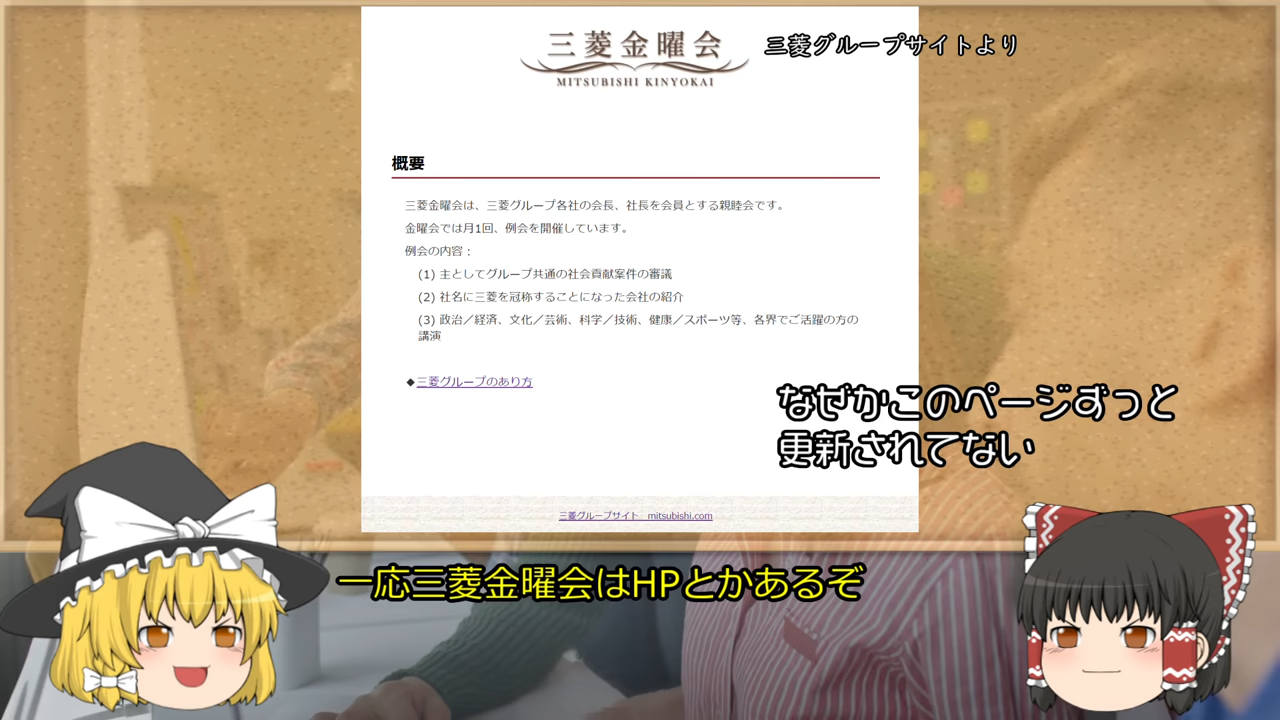 三菱金曜会
MITSUBISHI KINYOKAI
三菱グループサイトより
概要
三菱金曜会は、三菱グループ各社の会長、社長を会員とする親睦会です。
金曜会では月1回、例会を開催しています。
例会の内容：
(1) 主としてグループ共通の社会貢献案件の審議
(2) 社名に三菱を冠称することになった会社の紹介
(3) 政治／経済、文化／芸術、科学／技術、健康／スポーツ等、各界でご活躍の方の
講演
◆三菱グループのあり方
なぜかこのページずっと
更新されてない
三菱グループサイト　mitsubishi.com
一応三菱金曜会はHPとかあるぞ